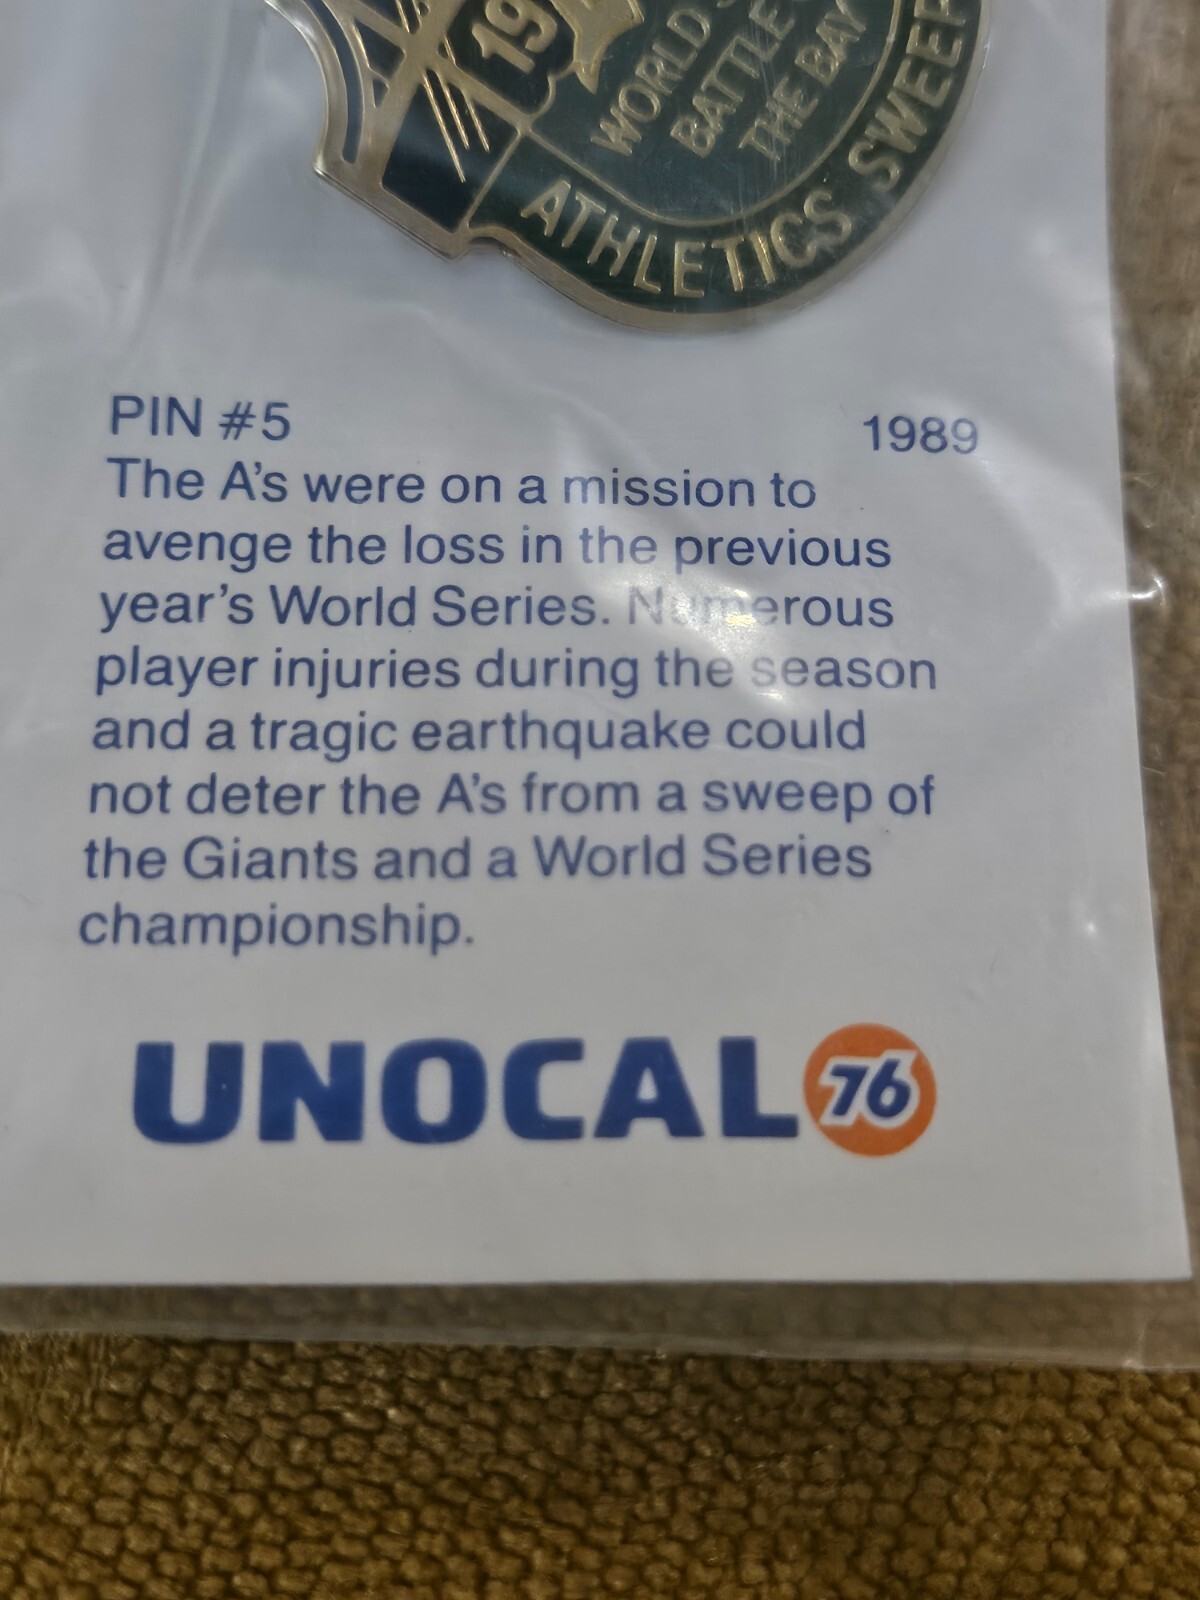 19
WORLD
BATTLE
THE BAY
ATHLETICS SWEEP
PIN #5 1989
The A's were on a mission to
avenge the loss in the previous
year's World Series. Numerous
player injuries during the season
and a tragic earthquake could
not deter the A's from a sweep of
the Giants and a World Series
championship.
UNOCAL 76